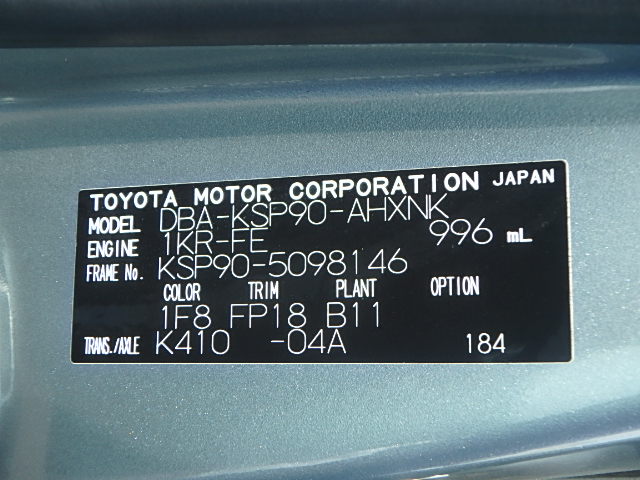 TOYOTA MOTOR CORPORATION JAPAN
MODEL DBA-KSP90-AHXNK
ENGINE 1KR-FE 996 mL
FRAME No. KSP90-5098146
COLOR TRIM PLANT OPTION
1F8 FP18 B11
TRANS./AXLE K410 -04A 184